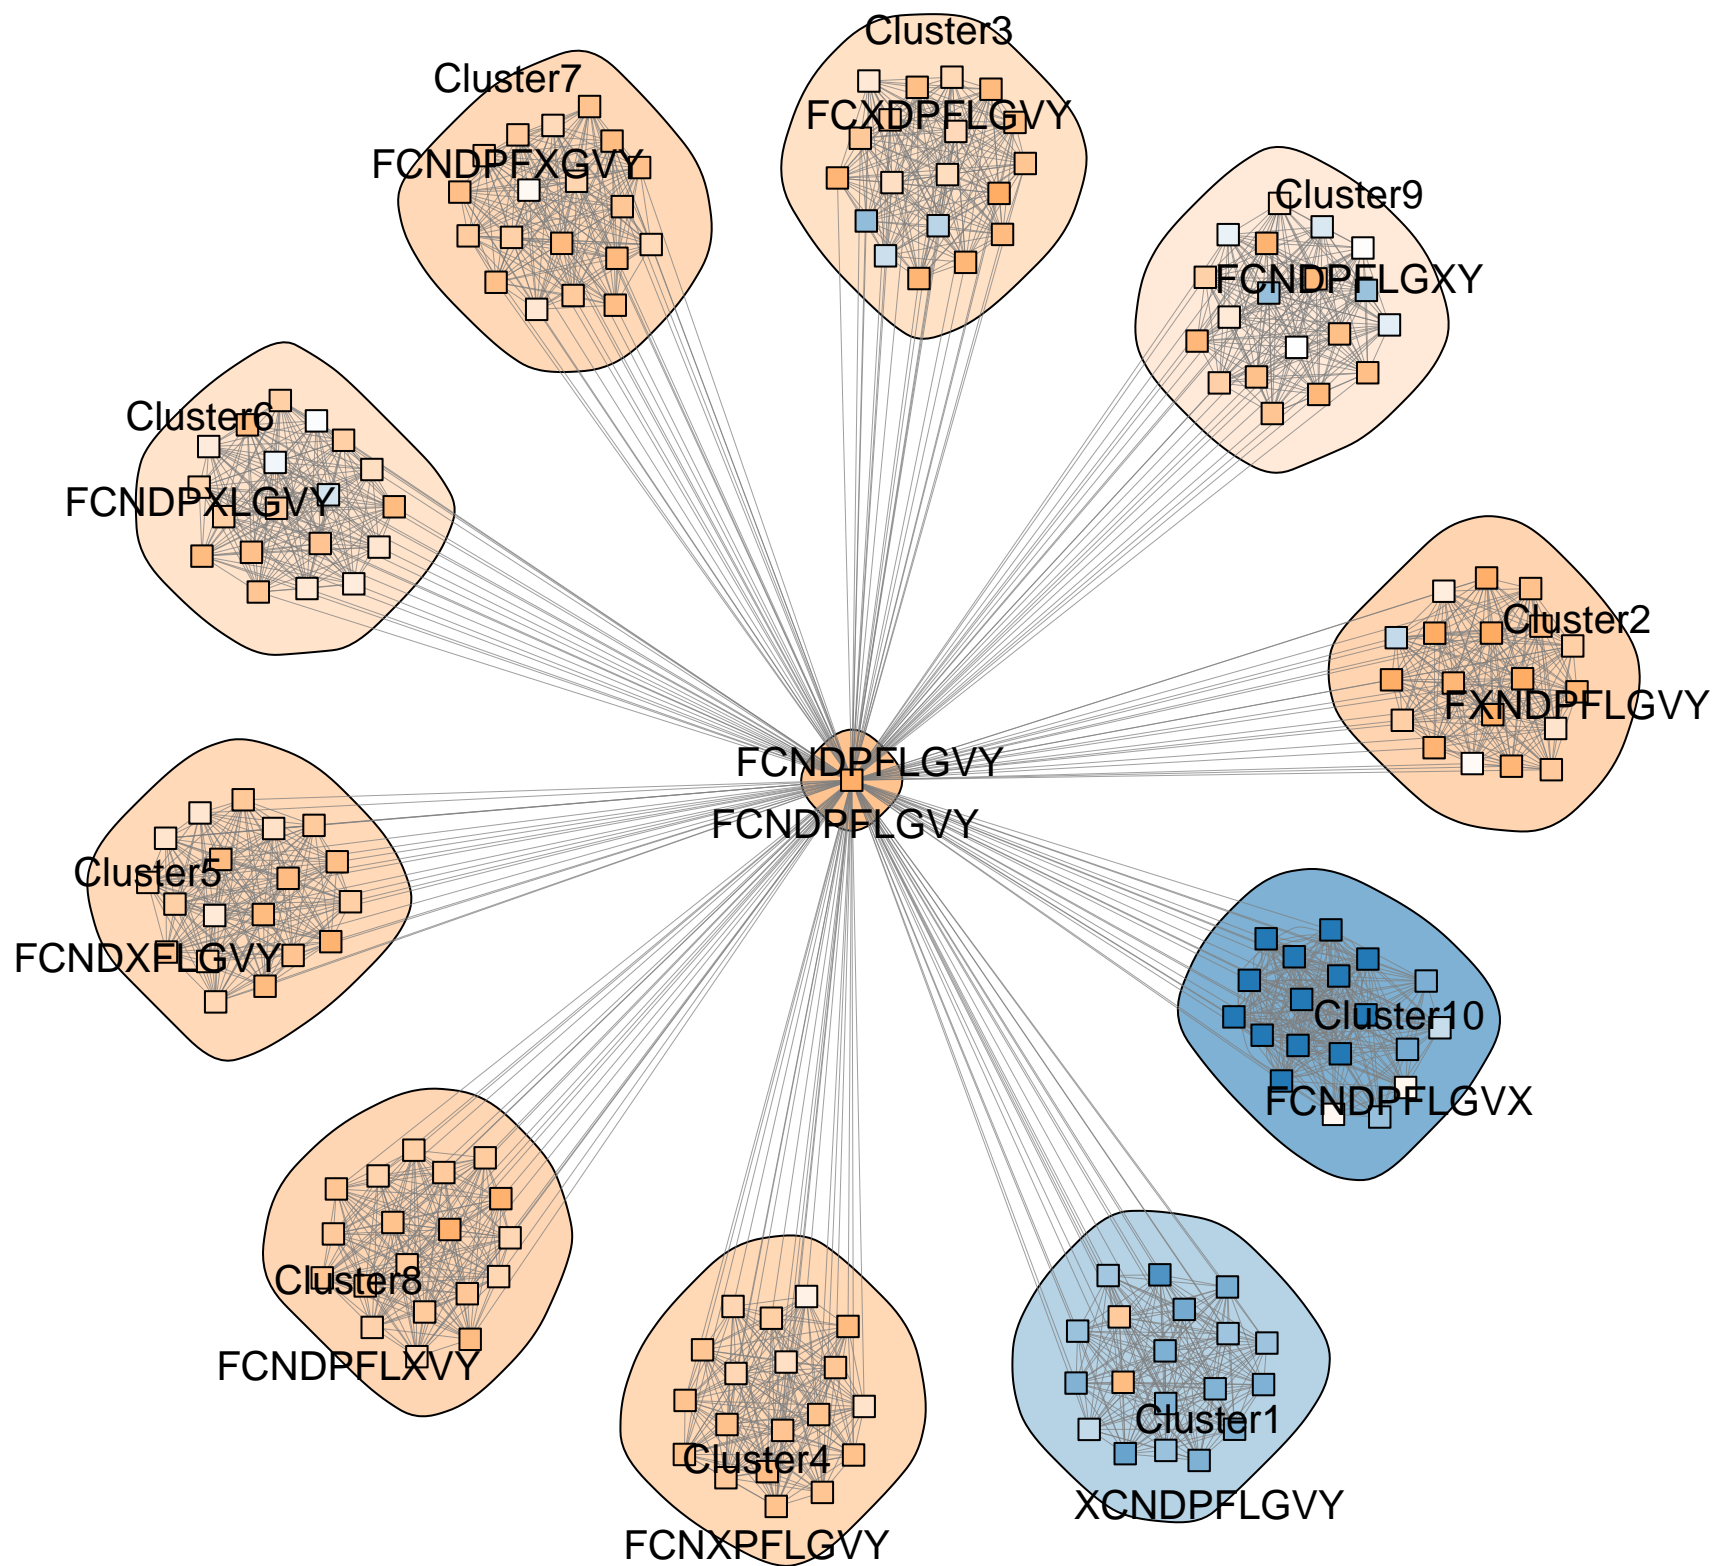 Cluster3
FCXDPFLGVY
Cluster7
FCNDPFXGVY
Cluster9
FCNDPFLGXY
Cluster6
FCNDPXLGVY
Cluster2
FXNDPFLGVY
FCNDPFLGVY
FCNDPFLGVY
Cluster5
FCNDXFLGVY
Cluster10
FCNDPFLGVX
Cluster8
FCNDPFLXVY
Cluster4
FCNXPFLGVY
Cluster1
XCNDPFLGVY